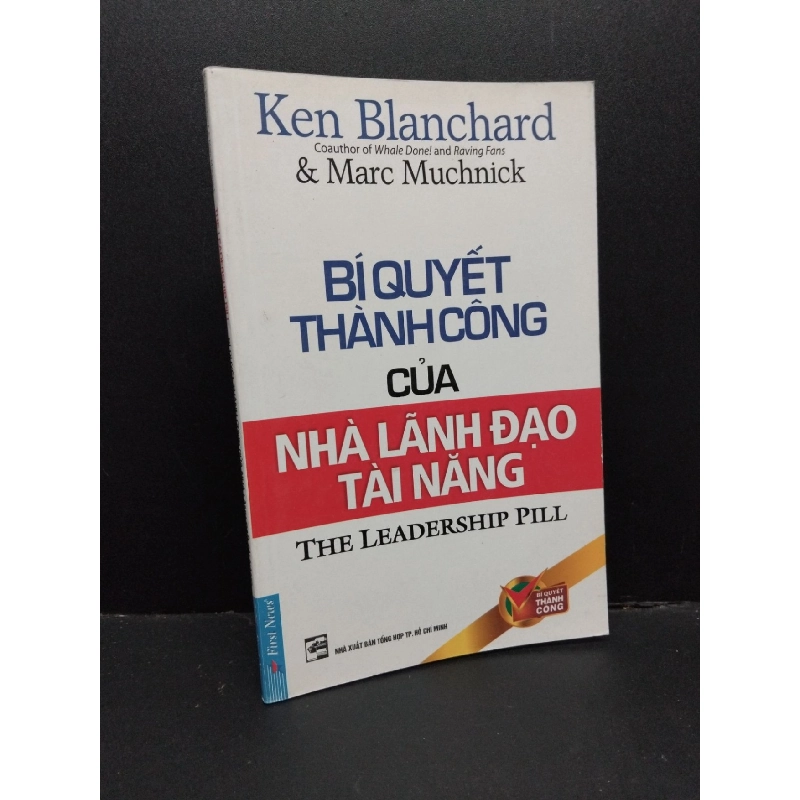 Ken Blanchard
Coauthor of Whale Done! and Raving Fans
& Marc Muchnick
BÍ QUYẾT
THÀNH CÔNG
CỦA
NHÀ LÃNH ĐẠO
TÀI NĂNG
THE LEADERSHIP PILL
BÍ QUYẾT
THÀNH
CÔNG
First News
NHÀ XUẤT BẢN TỔNG HỢP TP. HỒ CHÍ MINH